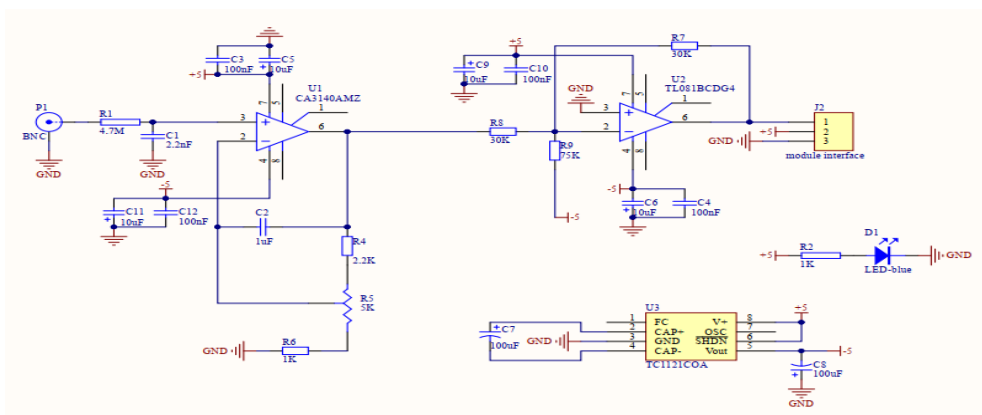 P1
BNC
GND
R1
4.7M
C1
2.2nF
GND
C3
100nF
C5
10uF
+5
U1
CA3140AMZ
7
5
1
3
2
6
4
8
-5
C11
10uF
C12
100nF
C2
1uF
R4
2.2K
R5
5K
R6
1K
GND
R8
30K
R9
75K
-5
+5
C9
10uF
C10
100nF
GND
R7
30K
U2
TL081BCDG4
7
5
1
3
2
6
4
8
-5
C6
10uF
C4
100nF
J2
1
2
3
GND
+5
module interface
+5
R2
1K
D1
LED-blue
GND
C7
100uF
GND
U3
1 FC V+ 8
2 CAP+ OSC 7
3 GND SHDN 6
4 CAP- Vout 5
TC1121COA
+5
-5
C8
100uF
GND